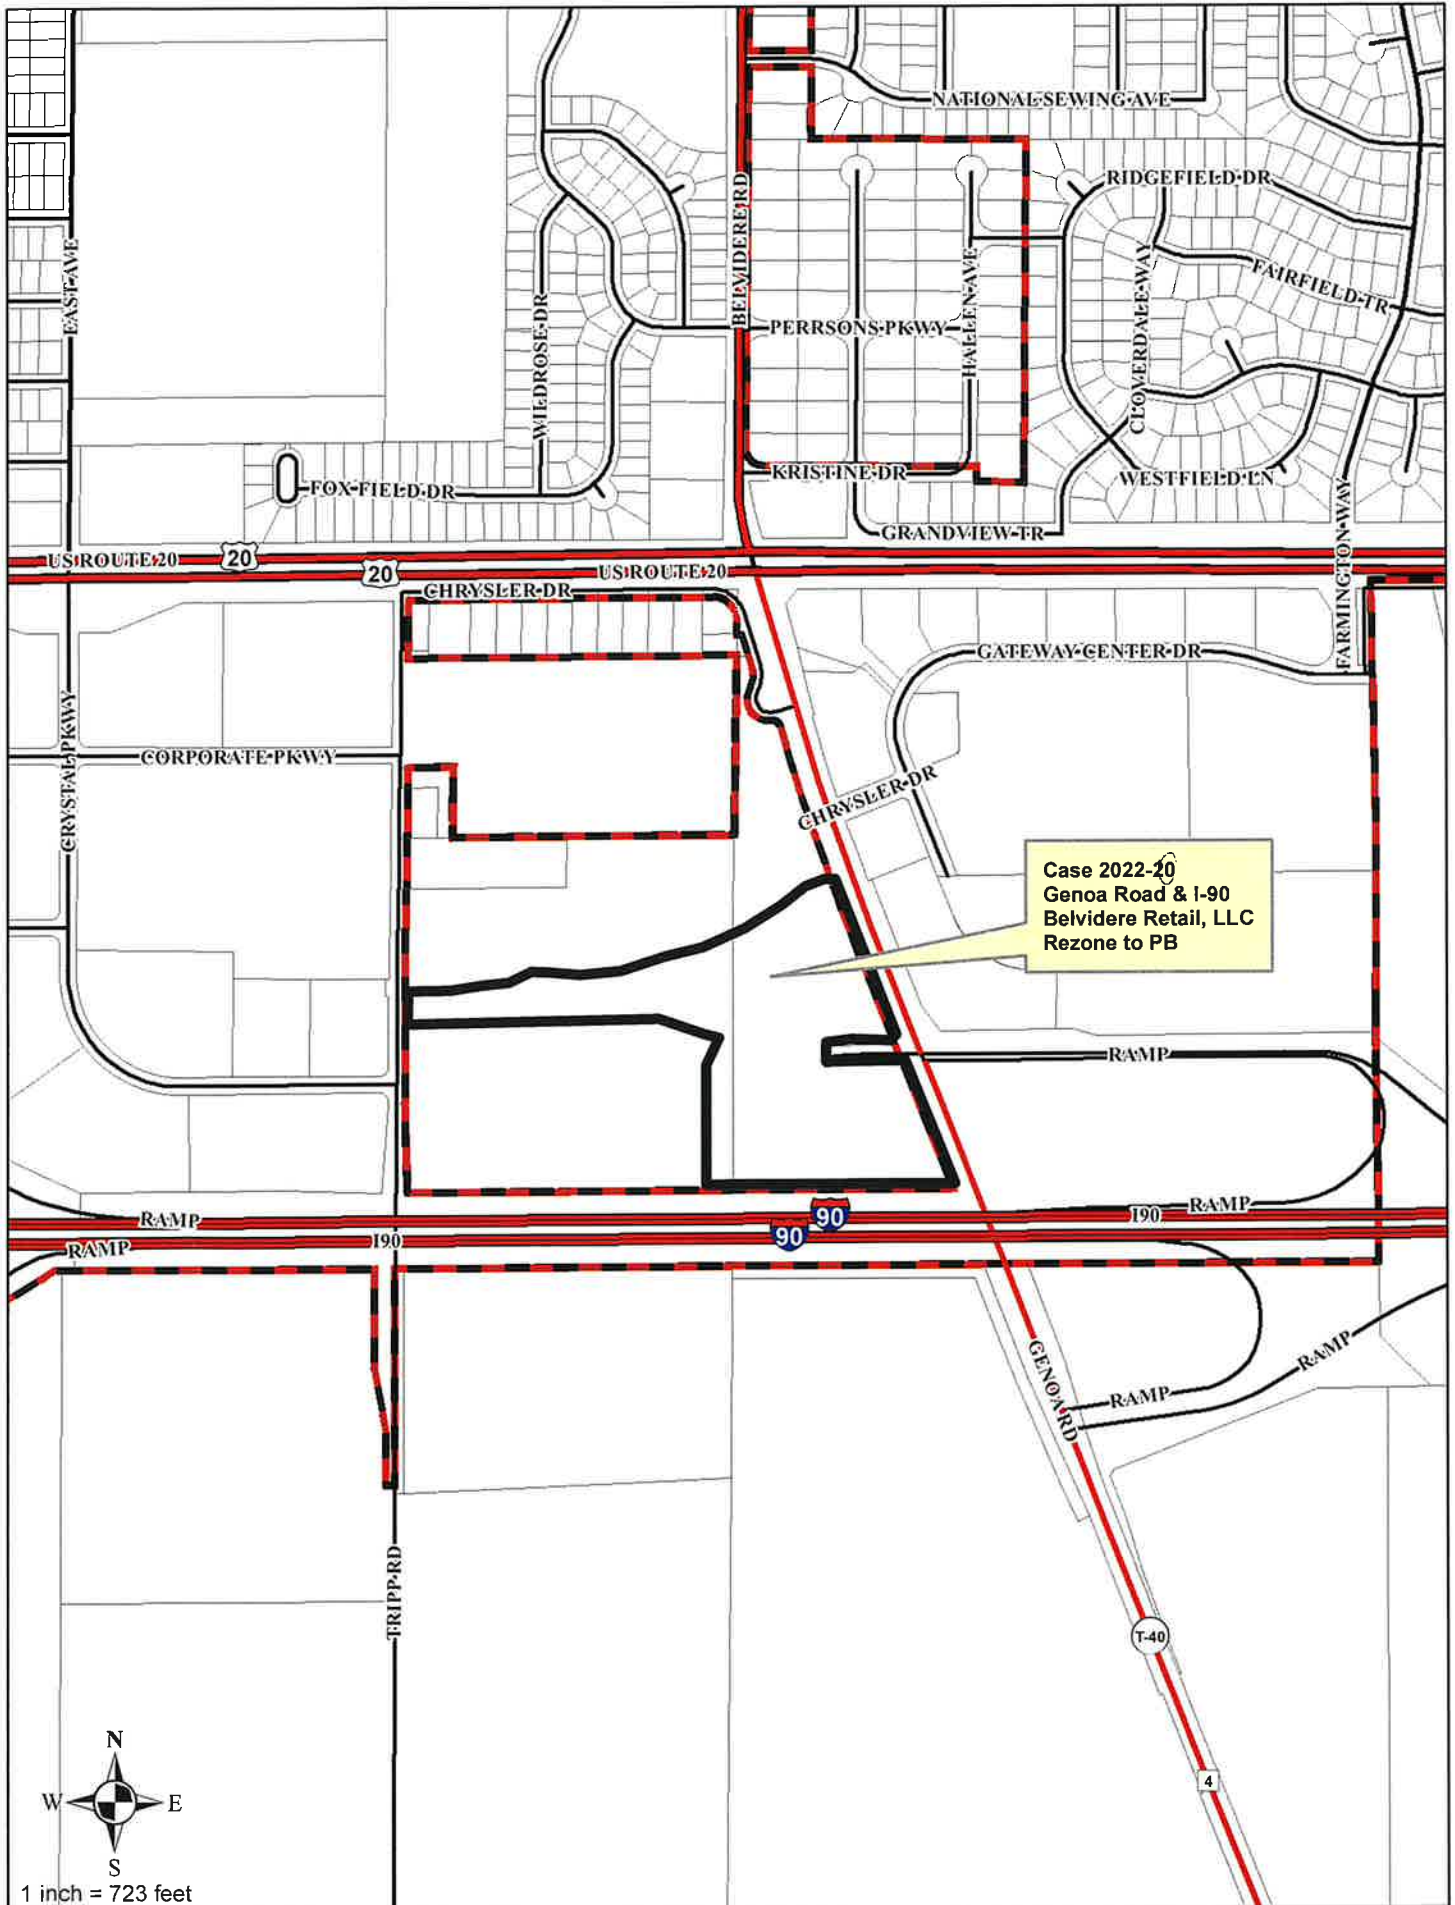 NATIONAL SEWING AVE
RIDGEFIELD DR
BELVIDERE RD
EAST AVE
HALLEN AVE
CLOVERDALE WAY
FAIRFIELD TR
WILDROSE DR
PERRSONS PKWY
KRISTINE DR
WESTFIELD LN
FOX FIELD DR
GRANDVIEW TR
FARMINGTON WAY
US ROUTE 20
20
20
US ROUTE 20
CHRYSLER DR
GATEWAY CENTER DR
CRYSTAL PKWY
CORPORATE PKWY
CHRYSLER DR
Case 2022-20
Genoa Road & I-90
Belvidere Retail, LLC
Rezone to PB
RAMP
RAMP
RAMP
90
I90
RAMP
I90
90
GENOA RD
RAMP
RAMP
TRIPP RD
T-40
4
N
W
E
S
1 inch = 723 feet